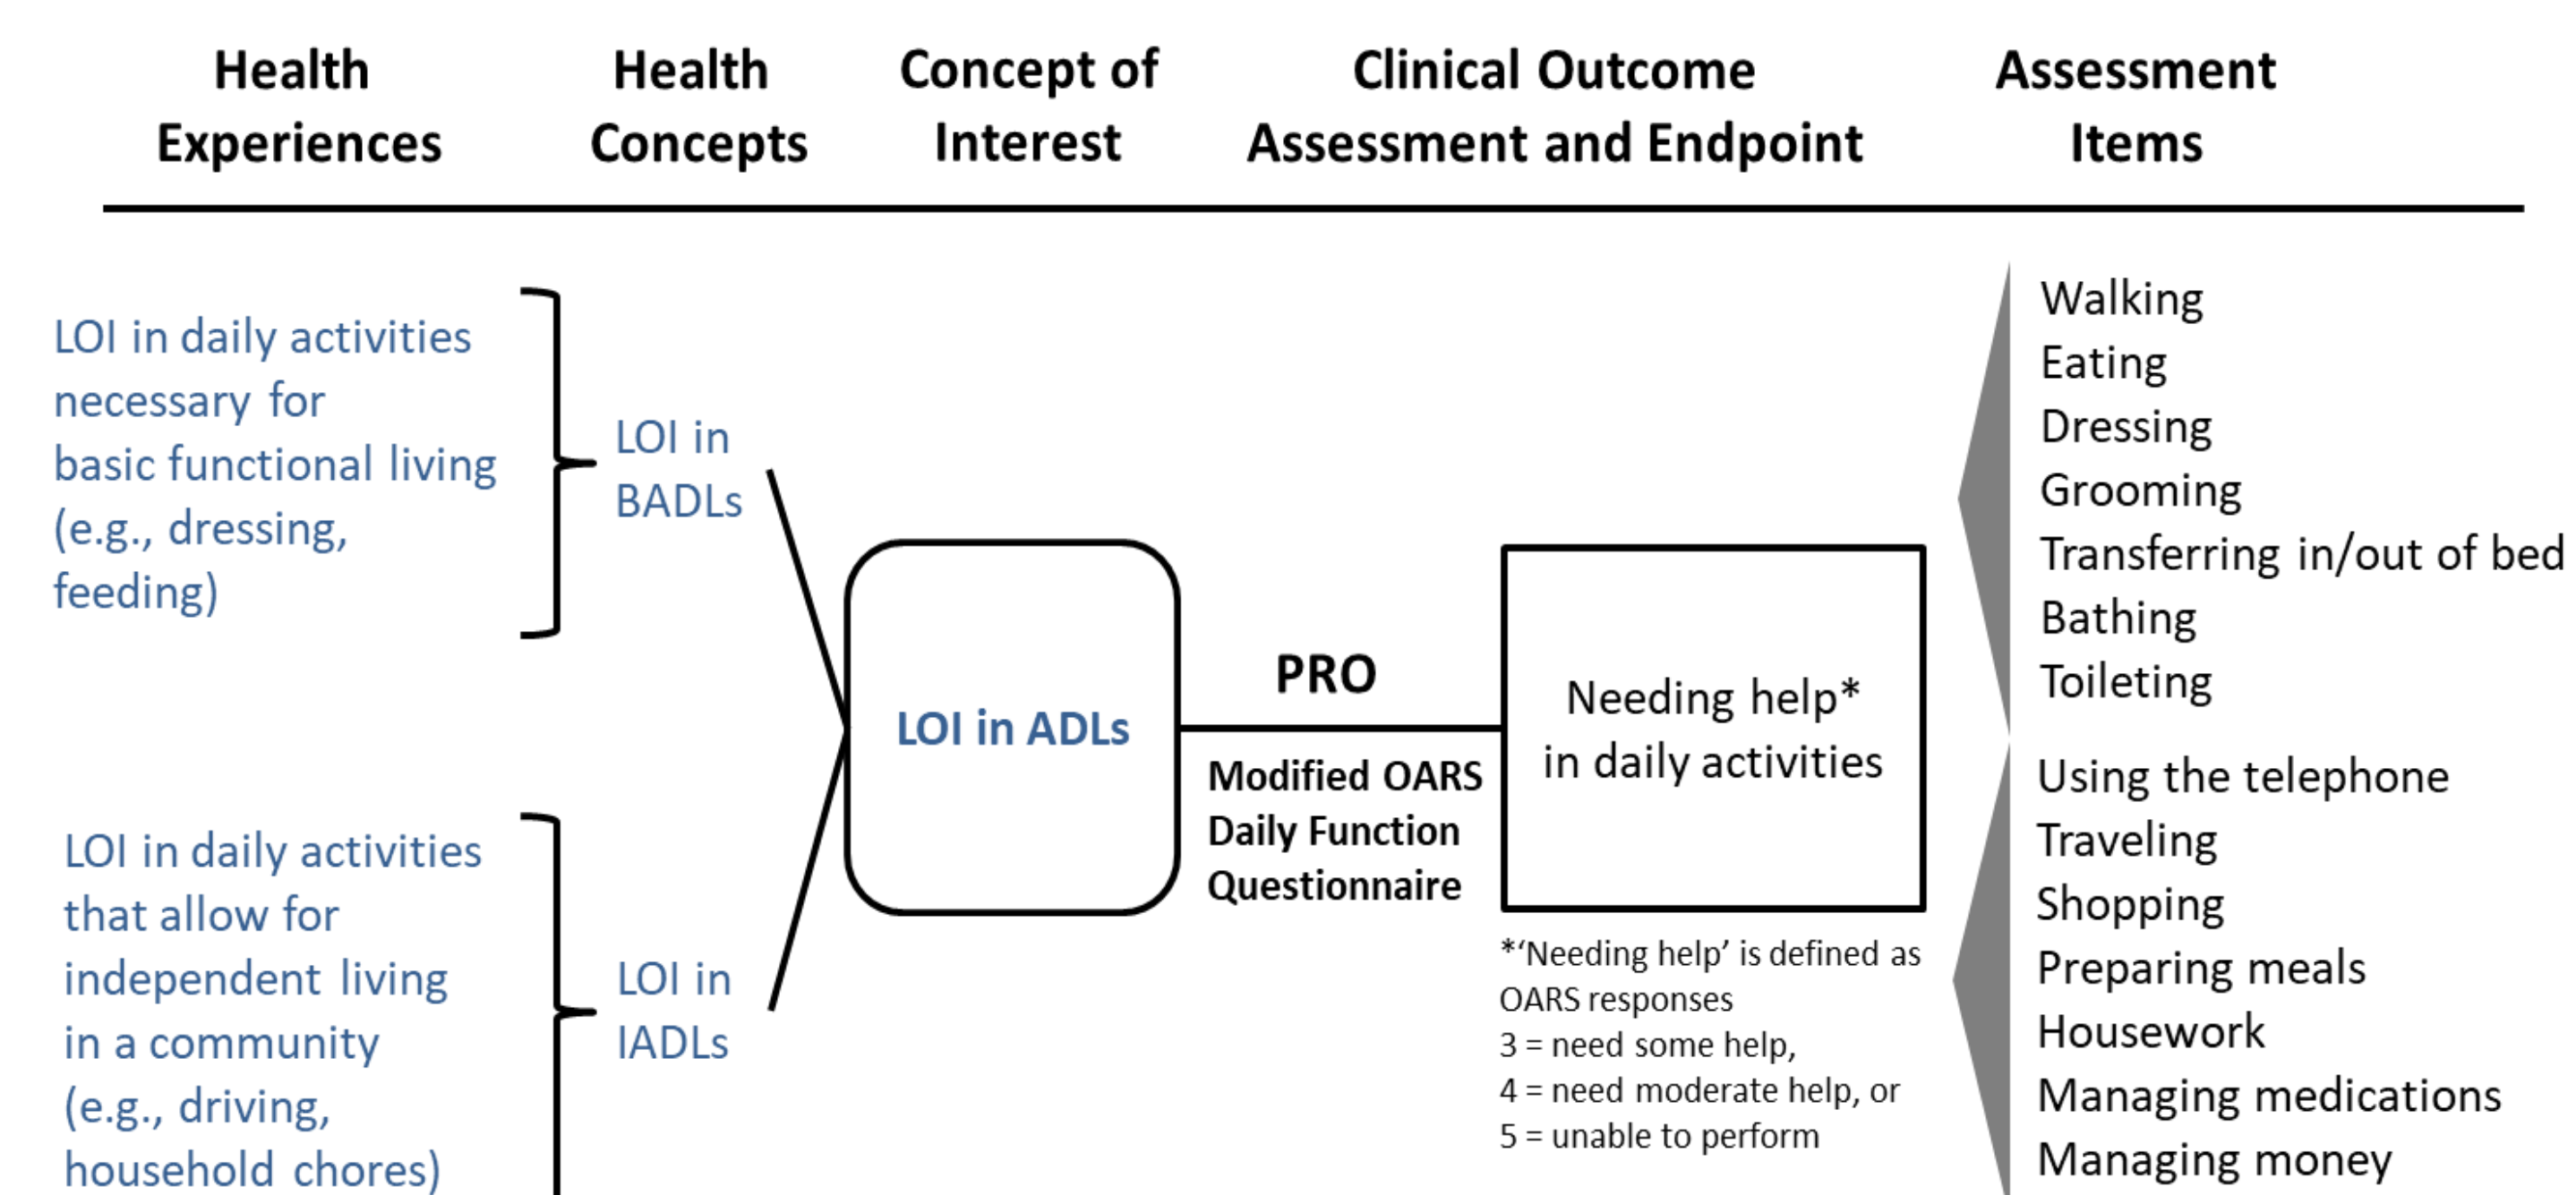 Health
Experiences
Health
Concepts
Concept of
Interest
Clinical Outcome
Assessment and Endpoint
Assessment
Items
LOI in daily activities
necessary for
basic functional living
(e.g., dressing,
feeding)
LOI in
BADLs
LOI in daily activities
that allow for
independent living
in a community
(e.g., driving,
household chores)
LOI in
IADLs
LOI in ADLs
PRO
Modified OARS
Daily Function
Questionnaire
Needing help*
in daily activities
*‘Needing help’ is defined as
OARS responses
3 = need some help,
4 = need moderate help, or
5 = unable to perform
Walking
Eating
Dressing
Grooming
Transferring in/out of bed
Bathing
Toileting
Using the telephone
Traveling
Shopping
Preparing meals
Housework
Managing medications
Managing money